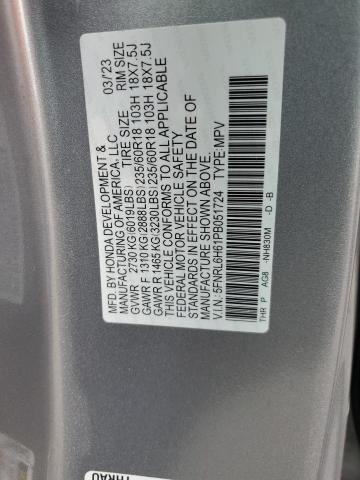 MFD. BY HONDA DEVELOPMENT & 03/23
MANUFACTURING OF AMERICA, LLC
GVWR 2730 KG(6019LBS) TIRE SIZE RIM SIZE
GAWR F 1310 KG(2888LBS)235/60R18 103H 18X7.5J
GAWR R 1465 KG(3230LBS)235/60R18 103H 18X7.5J
THIS VEHICLE CONFORMS TO ALL APPLICABLE
FEDERAL MOTOR VEHICLE SAFETY
STANDARDS IN EFFECT ON THE DATE OF
MANUFACTURE SHOWN ABOVE.
V.I.N.:5FNRL6H61PB051724 TYPE:MPV
THR P AG8 -NH830M -D -B